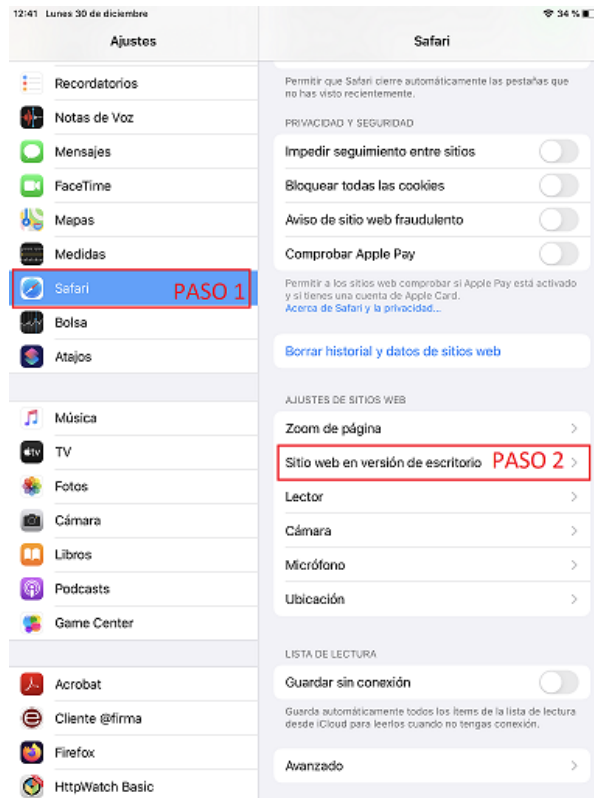 12:41 Lunes 30 de diciembre
34 %
Ajustes
Recordatorios
Notas de Voz
Mensajes
FaceTime
Mapas
Medidas
Safari PASO 1
Bolsa
Atajos
Música
tv TV
Fotos
Cámara
Libros
Podcasts
Game Center
Acrobat
Cliente @firma
Firefox
HttpWatch Basic
Safari
Permitir que Safari cierre automáticamente las pestañas que
no has visto recientemente.
PRIVACIDAD Y SEGURIDAD
Impedir seguimiento entre sitios
Bloquear todas las cookies
Aviso de sitio web fraudulento
Comprobar Apple Pay
Permitir a los sitios web comprobar si Apple Pay está activado
y si tienes una cuenta de Apple Card.
Acerca de Safari y la privacidad...
Borrar historial y datos de sitios web
AJUSTES DE SITIOS WEB
Zoom de página
Sitio web en versión de escritorio PASO 2
Lector
Cámara
Micrófono
Ubicación
LISTA DE LECTURA
Guardar sin conexión
Guarda automáticamente todos los ítems de la lista de lectura
desde iCloud para leerlos cuando no tengas conexión.
Avanzado